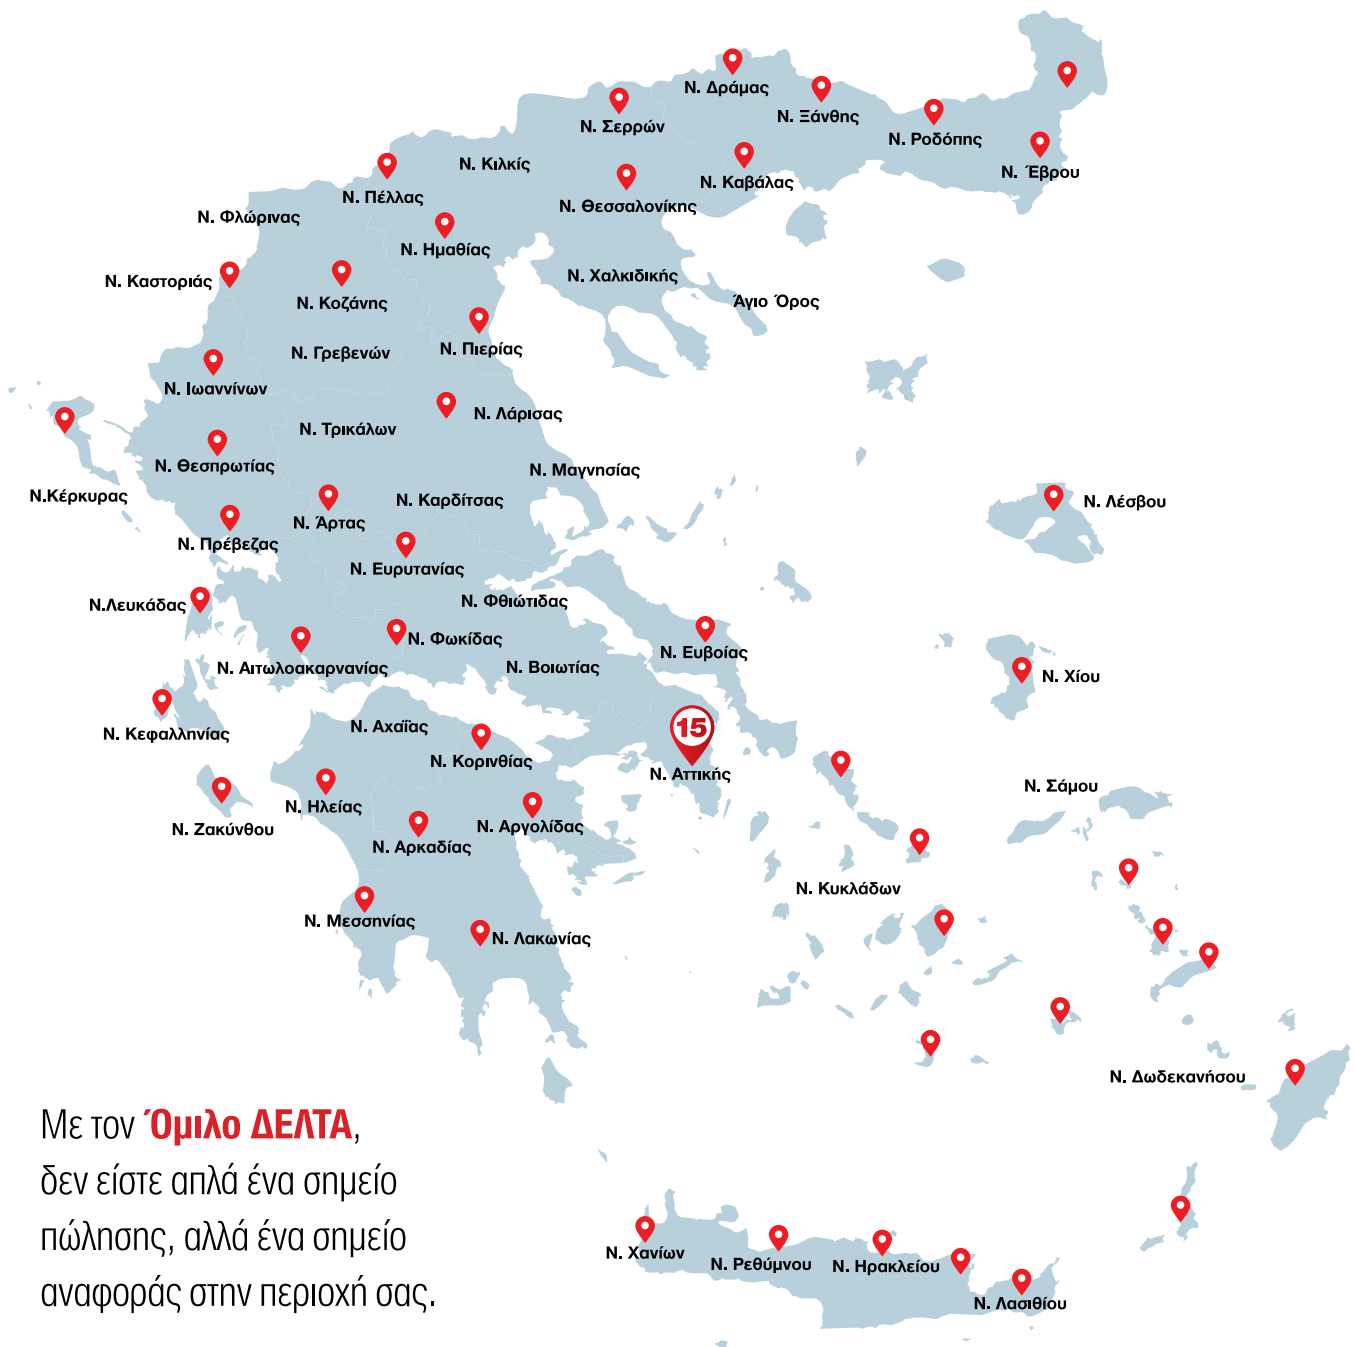 Ν. Δράμας
Ν. Ξάνθης
Ν. Σερρών
Ν. Ροδόπης
Ν. Κιλκίς
Ν. Έβρου
Ν. Καβάλας
Ν. Πέλλας
Ν. Θεσσαλονίκης
Ν. Φλώρινας
Ν. Ημαθίας
Ν. Χαλκιδικής
Ν. Καστοριάς
Ν. Κοζάνης
Άγιο Όρος
Ν. Πιερίας
Ν. Γρεβενών
Ν. Ιωαννίνων
Ν. Λάρισας
Ν. Τρικάλων
Ν. Θεσπρωτίας
Ν. Μαγνησίας
Ν.Κέρκυρας
Ν. Καρδίτσας
Ν. Λέσβου
Ν. Άρτας
Ν. Πρέβεζας
Ν. Ευρυτανίας
Ν. Φθιώτιδας
Ν.Λευκάδας
Ν. Φωκίδας
Ν. Ευβοίας
Ν. Αιτωλοακαρνανίας
Ν. Βοιωτίας
Ν. Χίου
Ν. Κεφαλληνίας
Ν. Αχαΐας
15
Ν. Κορινθίας
Ν. Αττικής
Ν. Σάμου
Ν. Ηλείας
Ν. Ζακύνθου
Ν. Αργολίδας
Ν. Αρκαδίας
Ν. Κυκλάδων
Ν. Μεσσηνίας
Ν. Λακωνίας
Ν. Δωδεκανήσου
Με τον Όμιλο ΔΕΛΤΑ,
δεν είστε απλά ένα σημείο
πώλησης, αλλά ένα σημείο
αναφοράς στην περιοχή σας.
Ν. Χανίων
Ν. Ρεθύμνου
Ν. Ηρακλείου
Ν. Λασιθίου